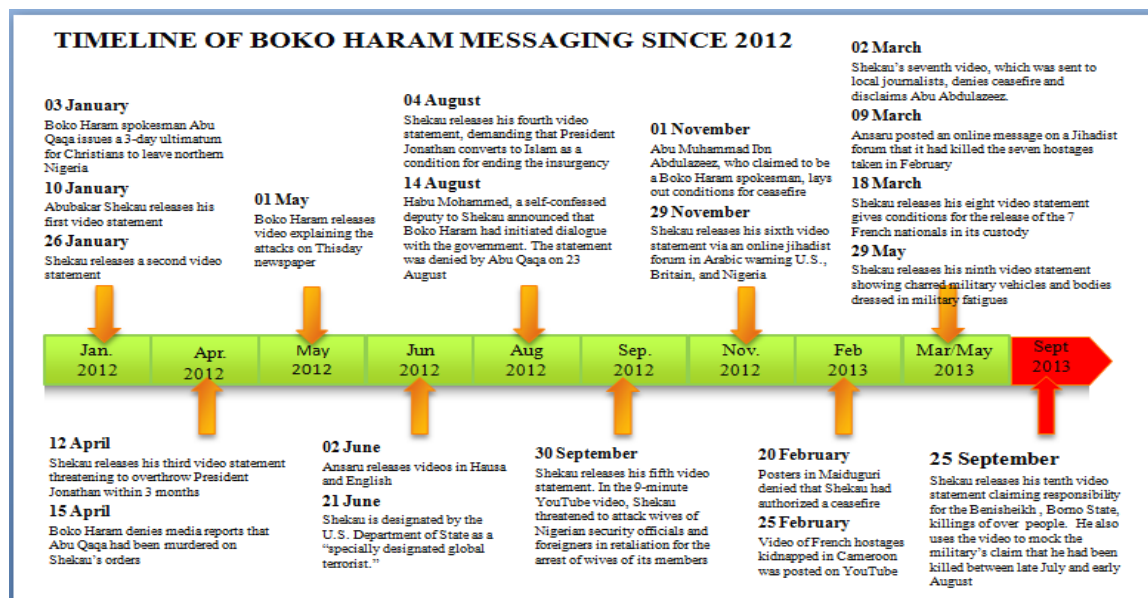 TIMELINE OF BOKO HARAM MESSAGING SINCE 2012
03 January
Boko Haram spokesman Abu
Qaqa issues a 3-day ultimatum
for Christians to leave northern
Nigeria
10 January
Abubakar Shekau releases his
first video statement
26 January
Shekau releases a second video
statement
01 May
Boko Haram releases
video explaining the
attacks on Thisday
newspaper
04 August
Shekau releases his fourth video
statement, demanding that President
Jonathan converts to Islam as a
condition for ending the insurgency
14 August
Habu Mohammed, a self-confessed
deputy to Shekau announced that
Boko Haram had initiated dialogue
with the government. The statement
was denied by Abu Qaqa on 23
August
01 November
Abu Muhammad Ibn
Abdulazeez, who claimed to be
a Boko Haram spokesman, lays
out conditions for ceasefire
29 November
Shekau releases his sixth video
statement via an online jihadist
forum in Arabic warning U.S.,
Britain, and Nigeria
02 March
Shekau's seventh video, which was sent to
local journalists, denies ceasefire and
disclaims Abu Abdulazeez.
09 March
Ansaru posted an online message on a Jihadist
forum that it had killed the seven hostages
taken in February
18 March
Shekau releases his eight video statement
gives conditions for the release of the 7
French nationals in its custody
29 May
Shekau releases his ninth video statement
showing charred military vehicles and bodies
dressed in military fatigues
Jan.
2012
Apr.
2012
May
2012
Jun
2012
Aug
2012
Sep.
2012
Nov.
2012
Feb
2013
Mar/May
2013
Sept
2013
12 April
Shekau releases his third video statement
threatening to overthrow President
Jonathan within 3 months
15 April
Boko Haram denies media reports that
Abu Qaqa had been murdered on
Shekau's orders
02 June
Ansaru releases videos in Hausa
and English
21 June
Shekau is designated by the
U.S. Department of State as a
"specially designated global
terrorist."
30 September
Shekau releases his fifth video
statement. In the 9-minute
YouTube video, Shekau
threatened to attack wives of
Nigerian security officials and
foreigners in retaliation for the
arrest of wives of its members
20 February
Posters in Maiduguri
denied that Shekau had
authorized a ceasefire
25 February
Video of French hostages
kidnapped in Cameroon
was posted on YouTube
25 September
Shekau releases his tenth video
statement claiming responsibility
for the Benisheikh , Borno State,
killings of over people. He also
uses the video to mock the
military's claim that he had been
killed between late July and early
August